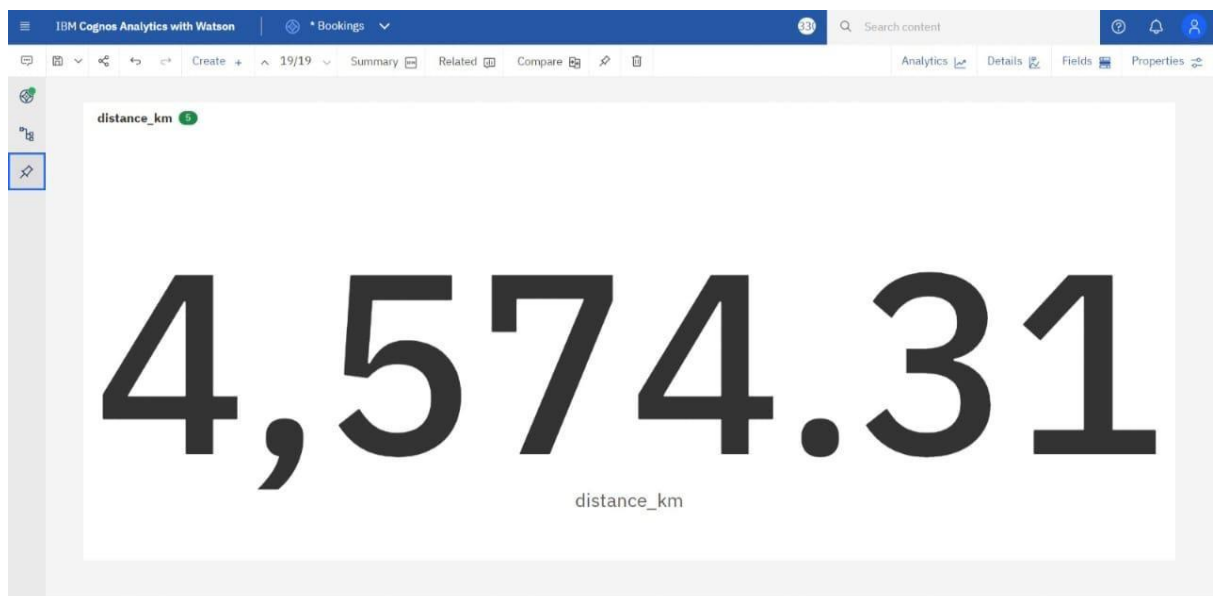 IBM Cognos Analytics with Watson * Bookings Search content
Create + 19/19 Summary Related Compare Analytics Details Fields Properties
distance_km 5
4,574.31
distance_km